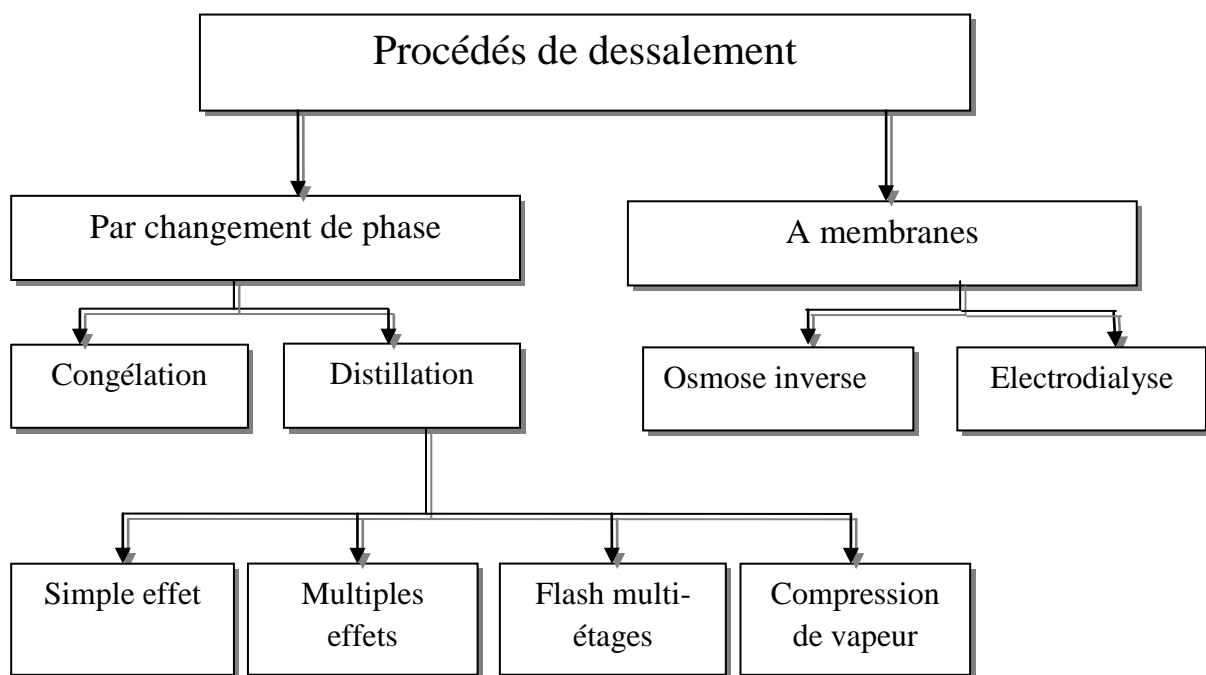 Procédés de dessalement
Par changement de phase
A membranes
Congélation
Distillation
Osmose inverse
Electrodialyse
Simple effet
Multiples
effets
Flash multi-
étages
Compression
de vapeur